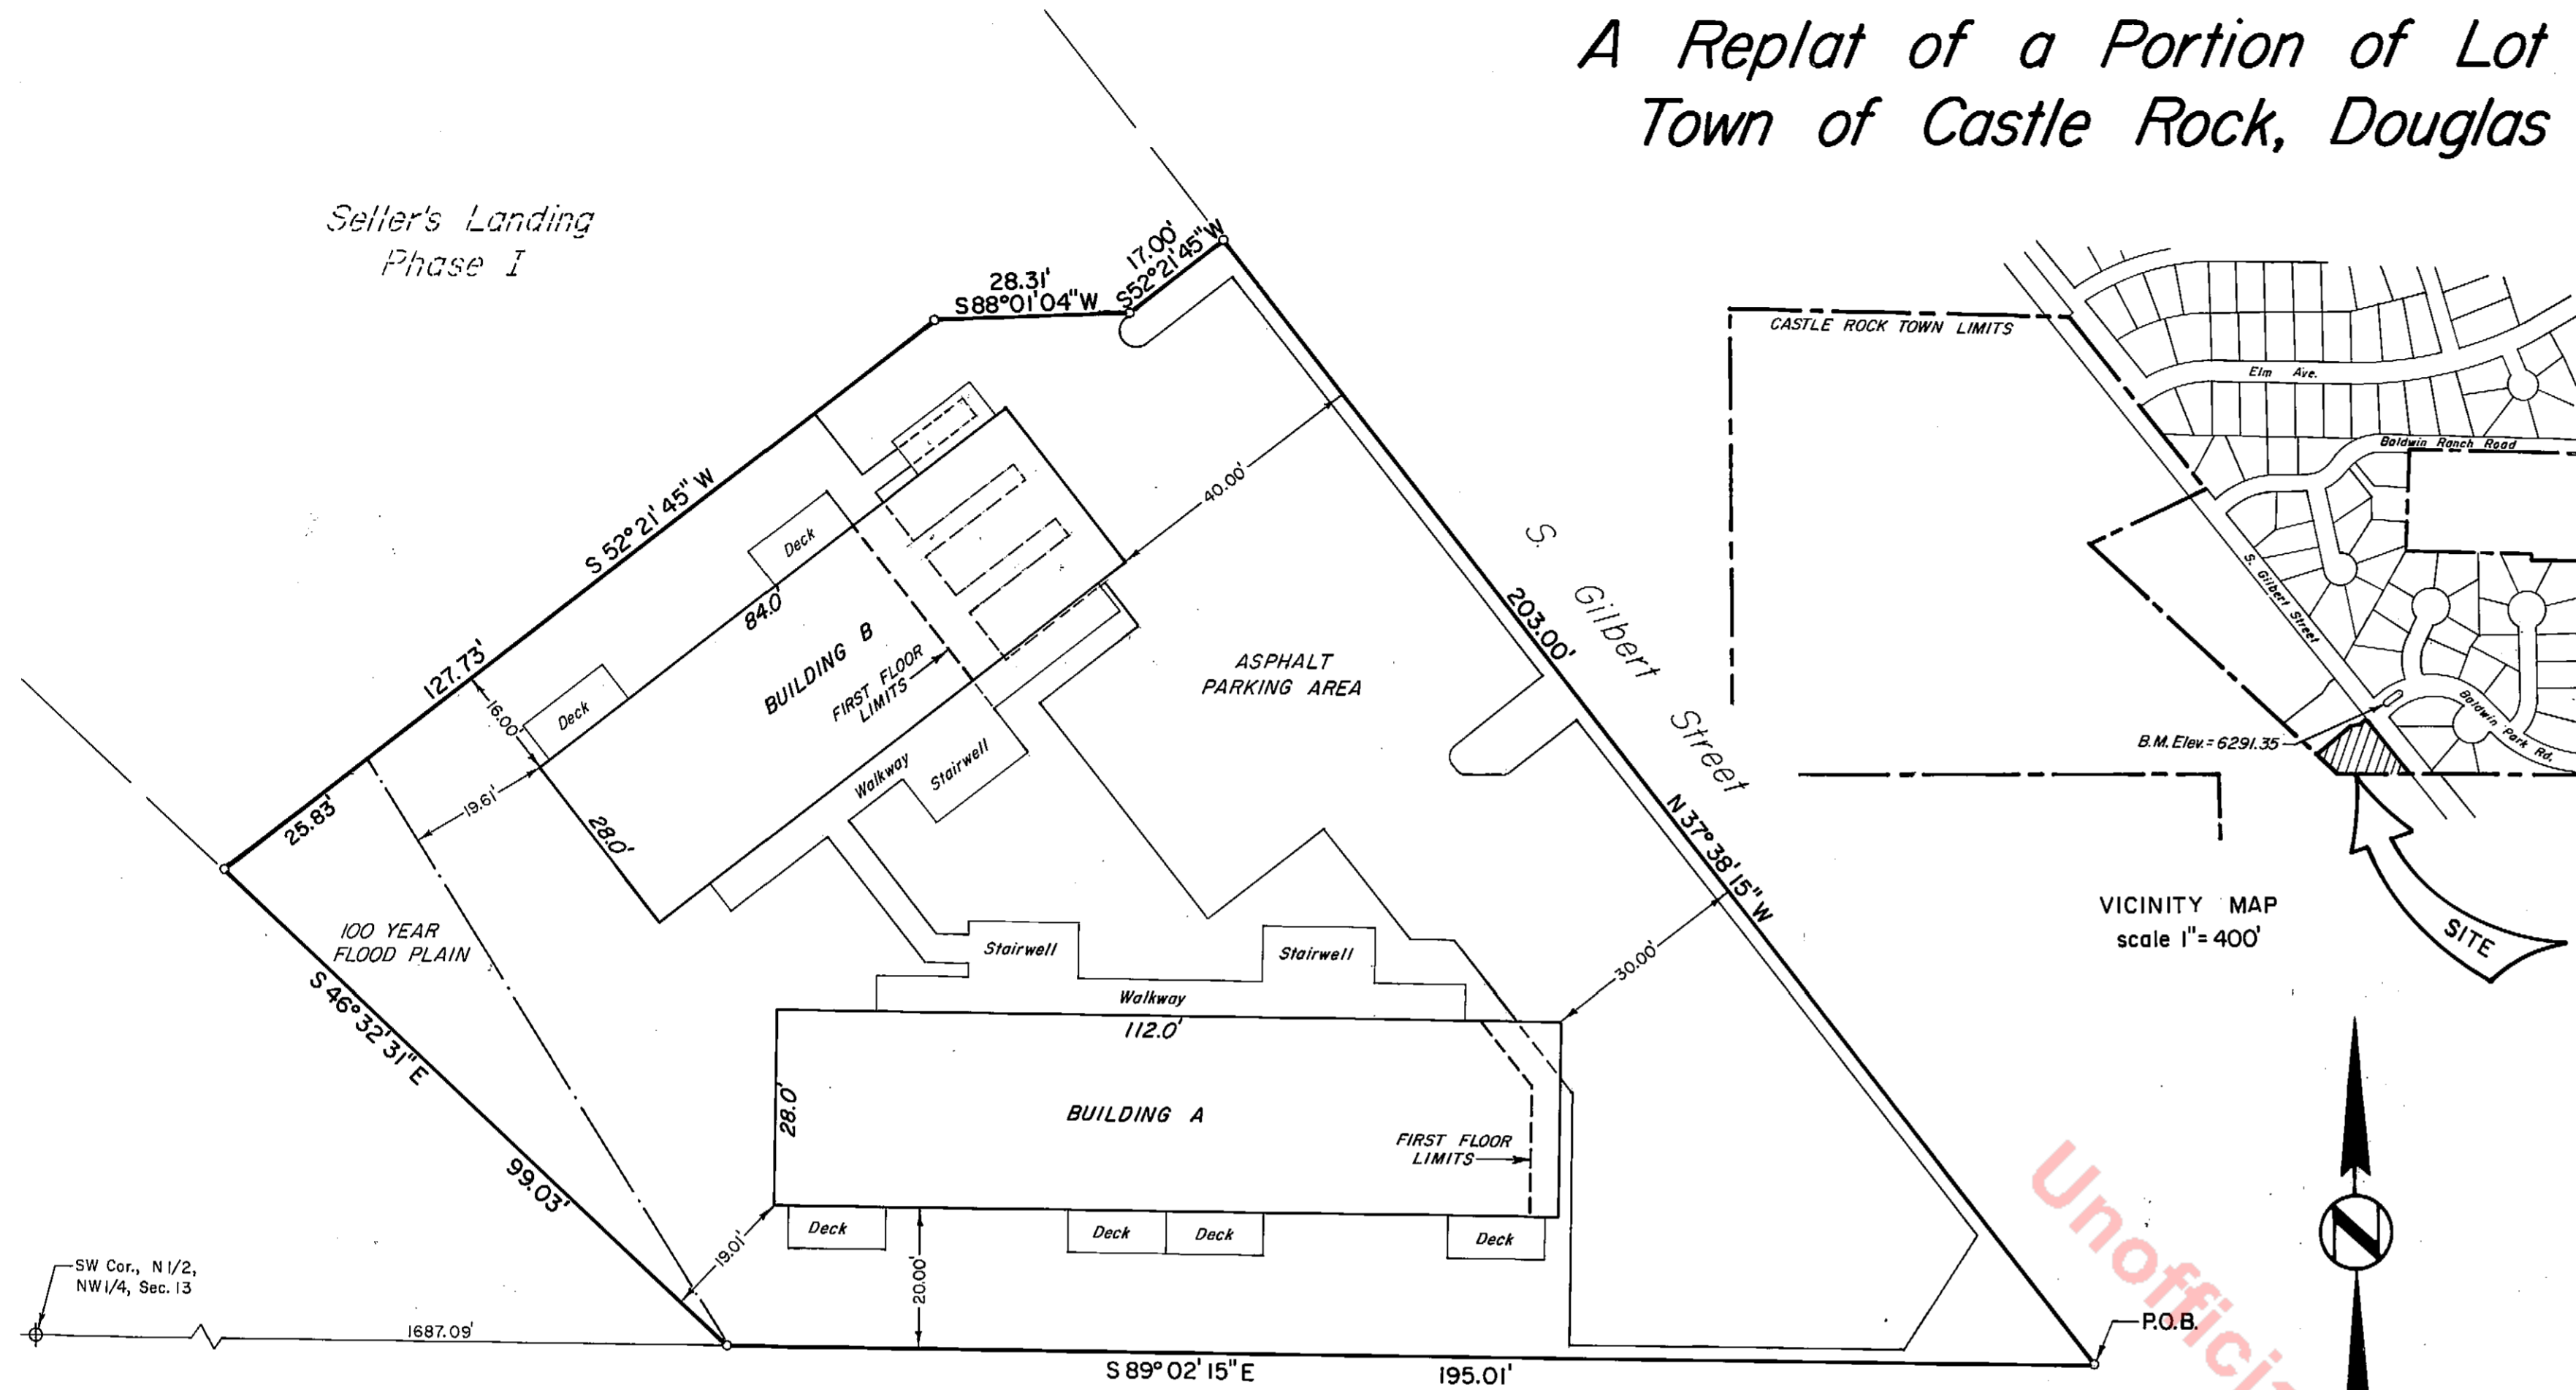 A Replat of a Portion of Lot
Town of Castle Rock, Douglas
Seller's Landing
Phase I
17.00'
S52°21'45"W
28.31'
S88°01'04"W
CASTLE ROCK TOWN LIMITS
Elm Ave.
Baldwin Ranch Road
S. Gilbert Street
Baldwin Park Rd.
B.M. Elev.= 6291.35
VICINITY MAP
scale 1"= 400'
SITE
S 52° 21' 45" W
127.73'
25.83'
40.00'
Deck
84.0'
BUILDING B
FIRST FLOOR
LIMITS
Deck
16.00'
19.61'
28.0'
Walkway
Stairwell
ASPHALT
PARKING AREA
S. Gilbert Street
203.00'
N 37° 38' 15" W
30.00'
100 YEAR
FLOOD PLAIN
S 46° 32' 31" E
99.03'
Stairwell
Stairwell
Walkway
112.0'
28.0'
BUILDING A
FIRST FLOOR
LIMITS
Deck
Deck
Deck
Deck
19.01'
20.00'
SW Cor., N 1/2,
NW 1/4, Sec. 13
1687.09'
S 89° 02' 15" E
195.01'
P.O.B.
N
Unoffici